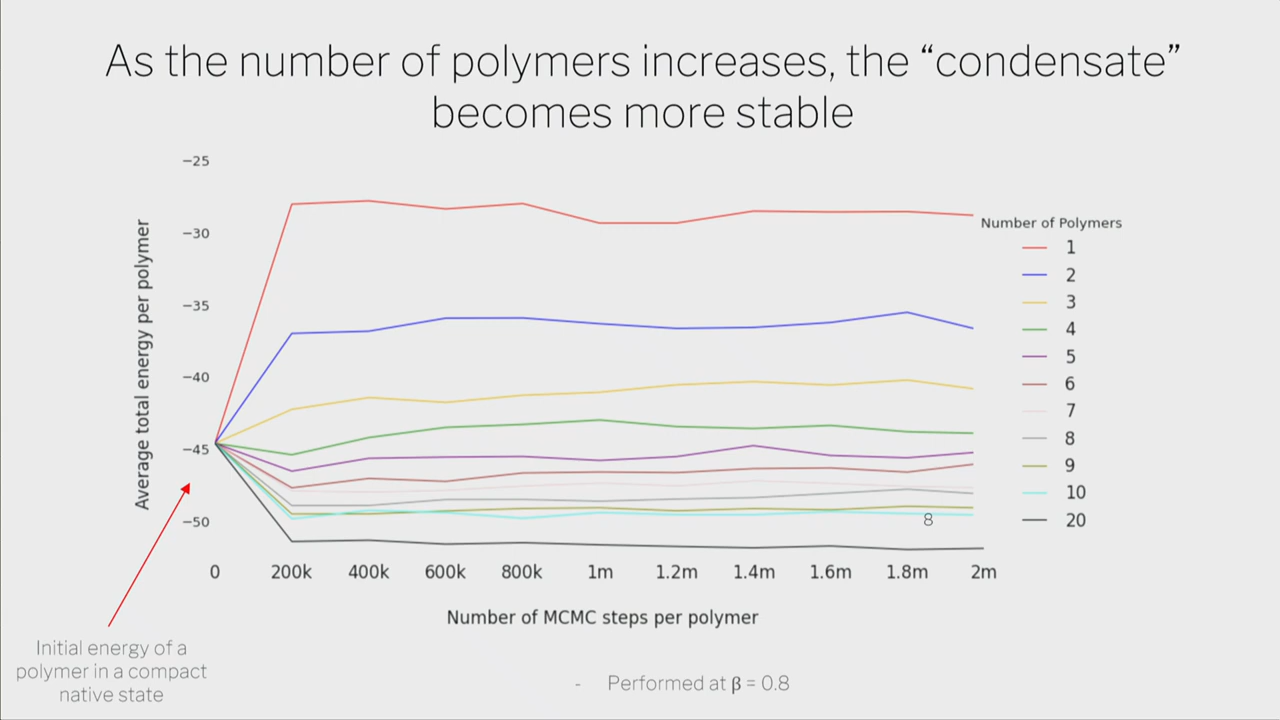 As the number of polymers increases, the “condensate”
becomes more stable
−25
−30
−35
−40
−45
−50
Average total energy per polymer
0 200k 400k 600k 800k 1m 1.2m 1.4m 1.6m 1.8m 2m
Number of MCMC steps per polymer
Number of Polymers
1
2
3
4
5
6
7
8
9
10
20
8
Initial energy of a
polymer in a compact
native state
- Performed at β = 0.8